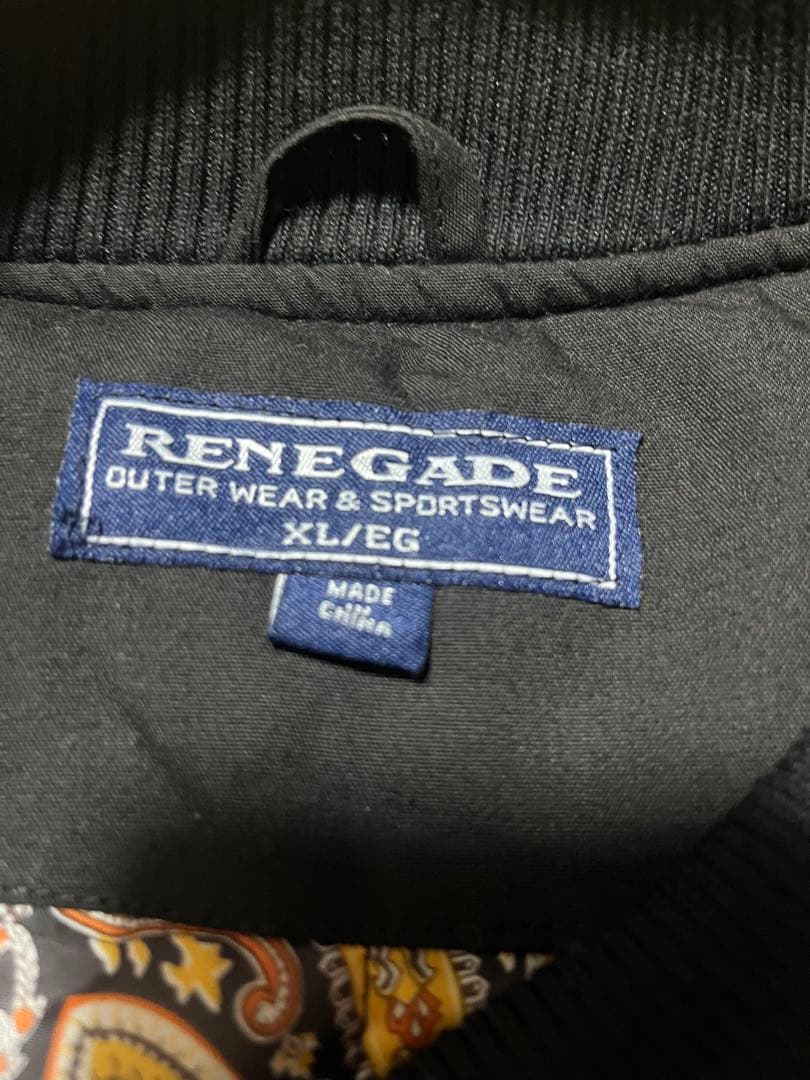 RENEGADE
OUTER WEAR & SPORTSWEAR
XL/EG
MADE
IN
CHINA